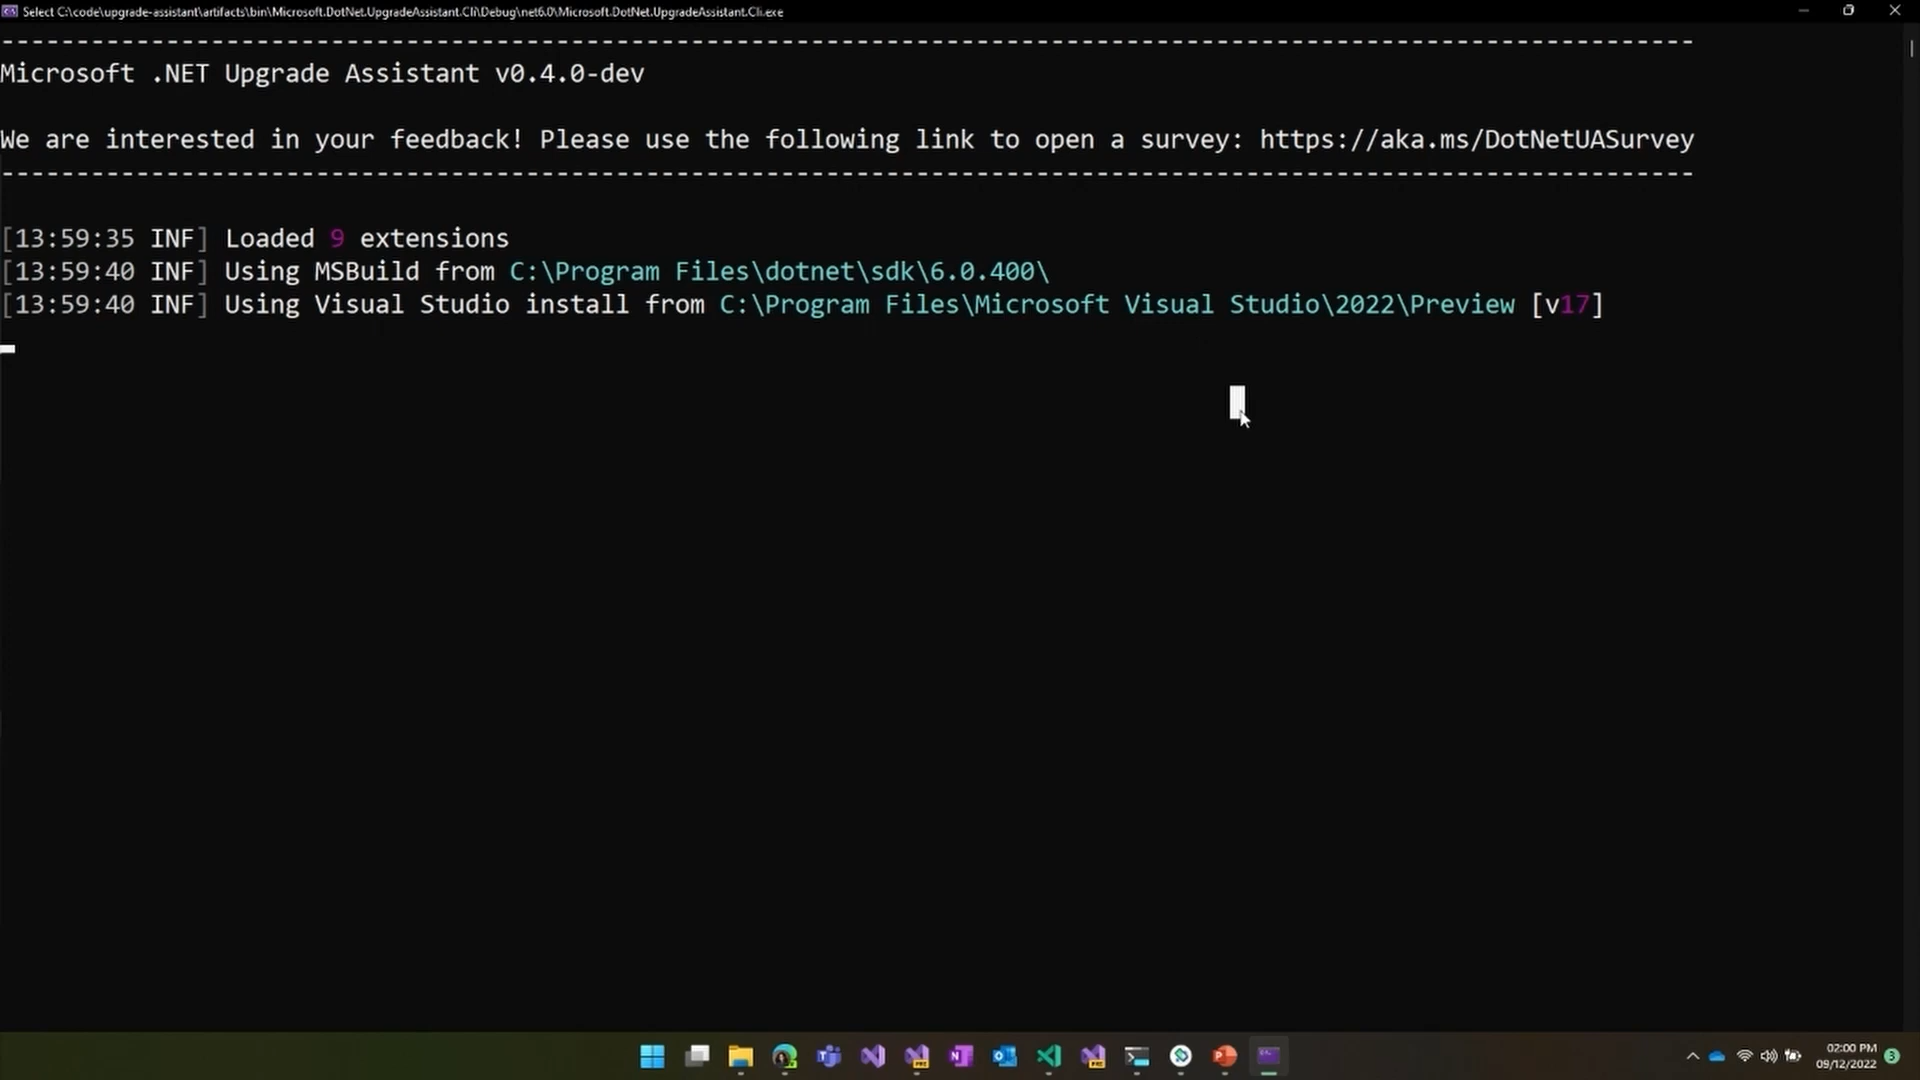 Select C:\code\upgrade-assistant\artifacts\bin\Microsoft.DotNet.UpgradeAssistant.Cli\Debug\net6.0\Microsoft.DotNet.UpgradeAssistant.Cli.exe
Microsoft .NET Upgrade Assistant v0.4.0-dev
We are interested in your feedback! Please use the following link to open a survey: https://aka.ms/DotNetUASurvey
[13:59:35 INF] Loaded 9 extensions
[13:59:40 INF] Using MSBuild from C:\Program Files\dotnet\sdk\6.0.400\
[13:59:40 INF] Using Visual Studio install from C:\Program Files\Microsoft Visual Studio\2022\Preview [v17]
02:00 PM
09/12/2022
3